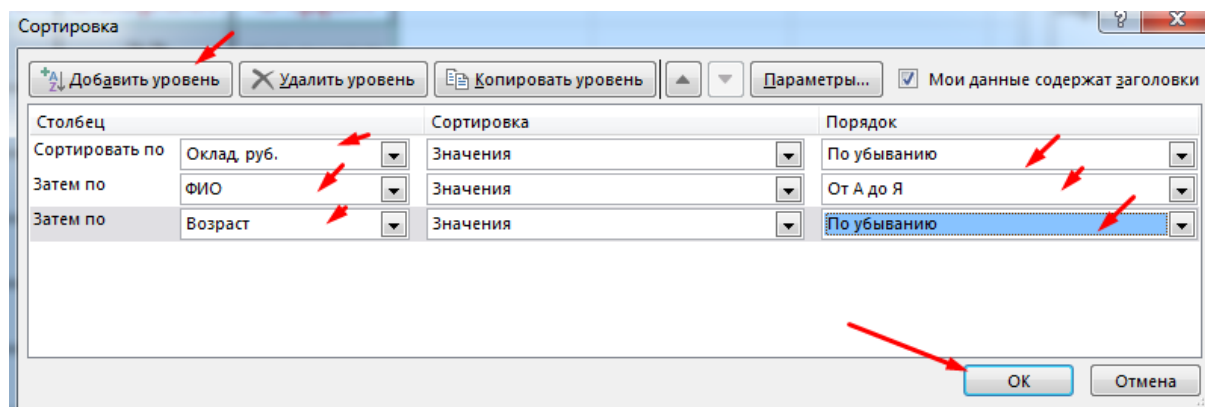 Сортировка
Добавить уровень Удалить уровень Копировать уровень Параметры... Мои данные содержат заголовки
Столбец Сортировка Порядок
Сортировать по Оклад, руб. Значения По убыванию
Затем по ФИО Значения От А до Я
Затем по Возраст Значения По убыванию
ОК Отмена